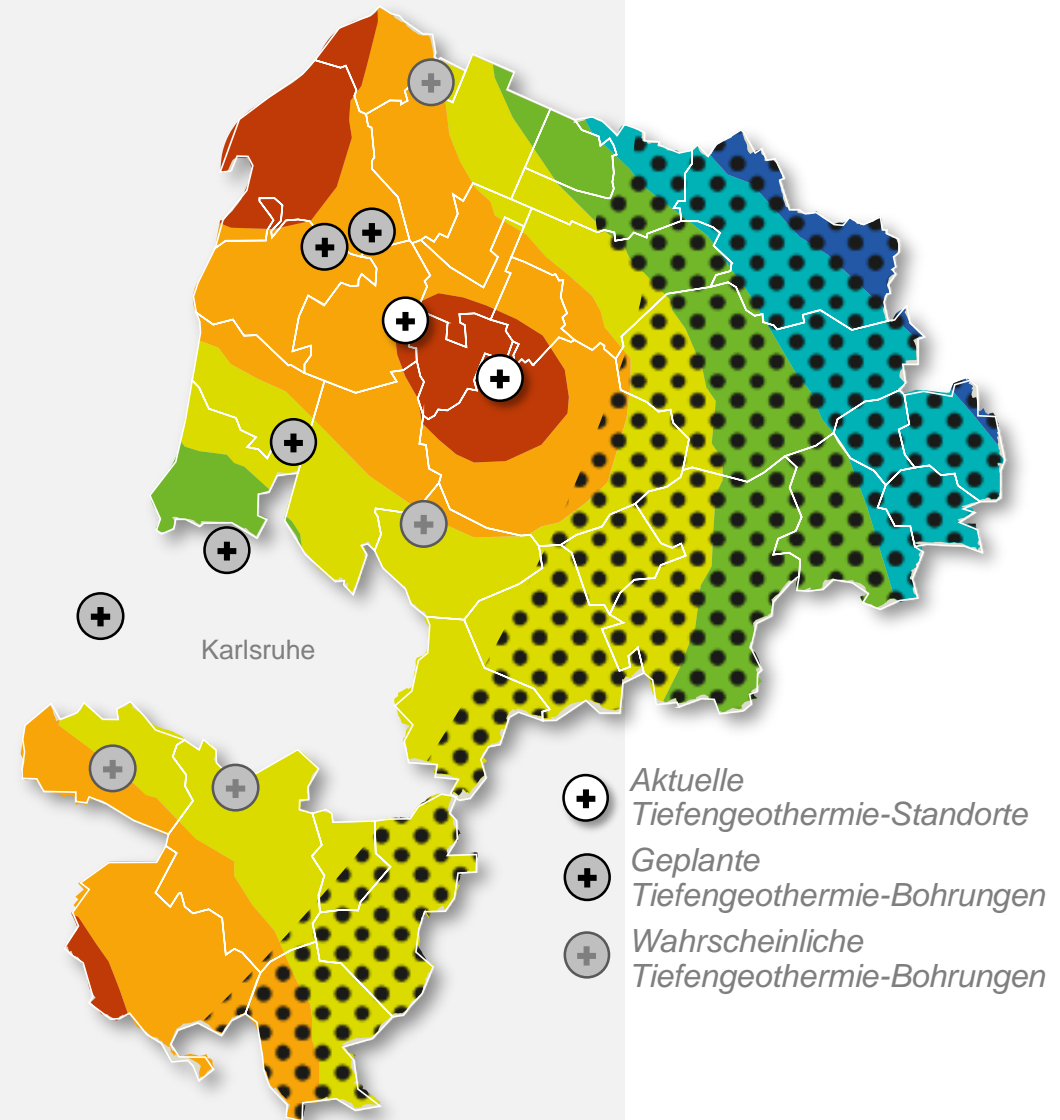 Karlsruhe
Aktuelle
Tiefengeothermie-Standorte
Geplante
Tiefengeothermie-Bohrungen
Wahrscheinliche
Tiefengeothermie-Bohrungen